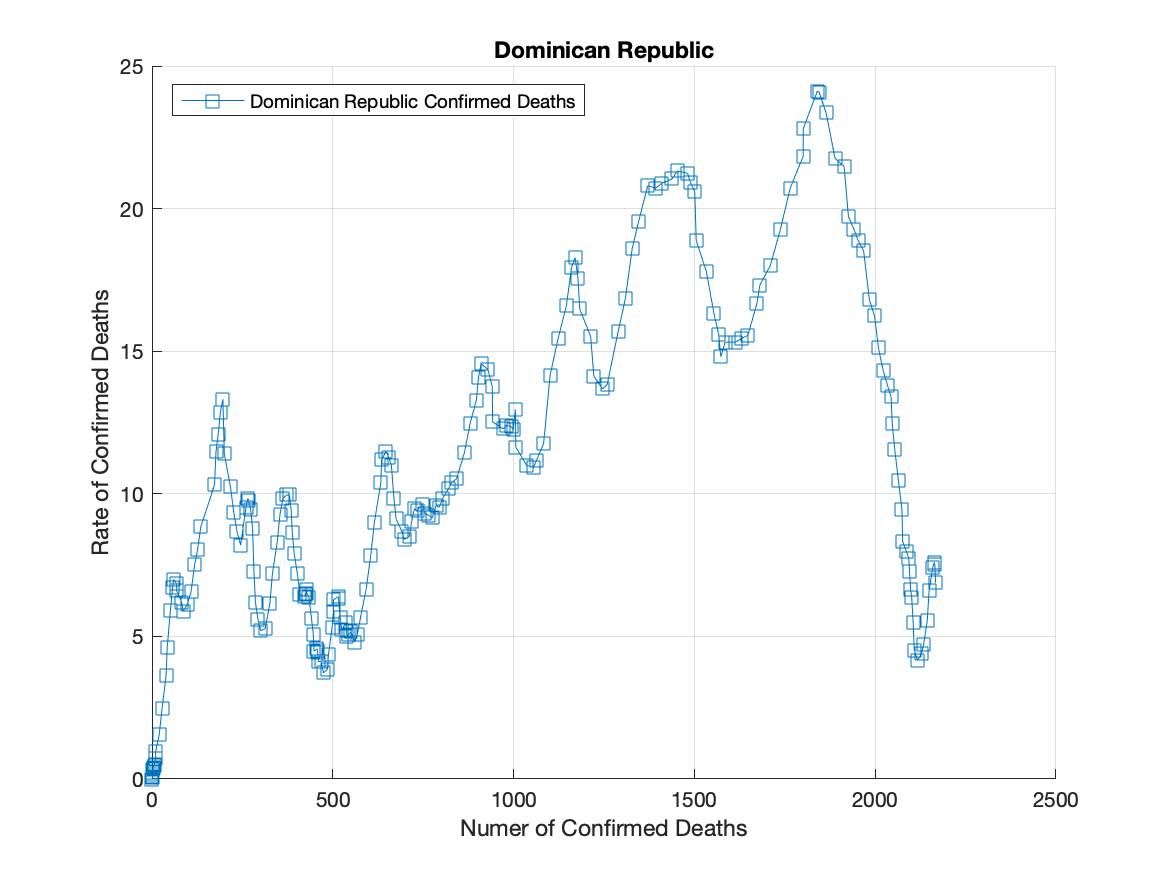 Dominican Republic
Dominican Republic Confirmed Deaths
Rate of Confirmed Deaths
25
20
15
10
5
0
0 500 1000 1500 2000 2500
Numer of Confirmed Deaths